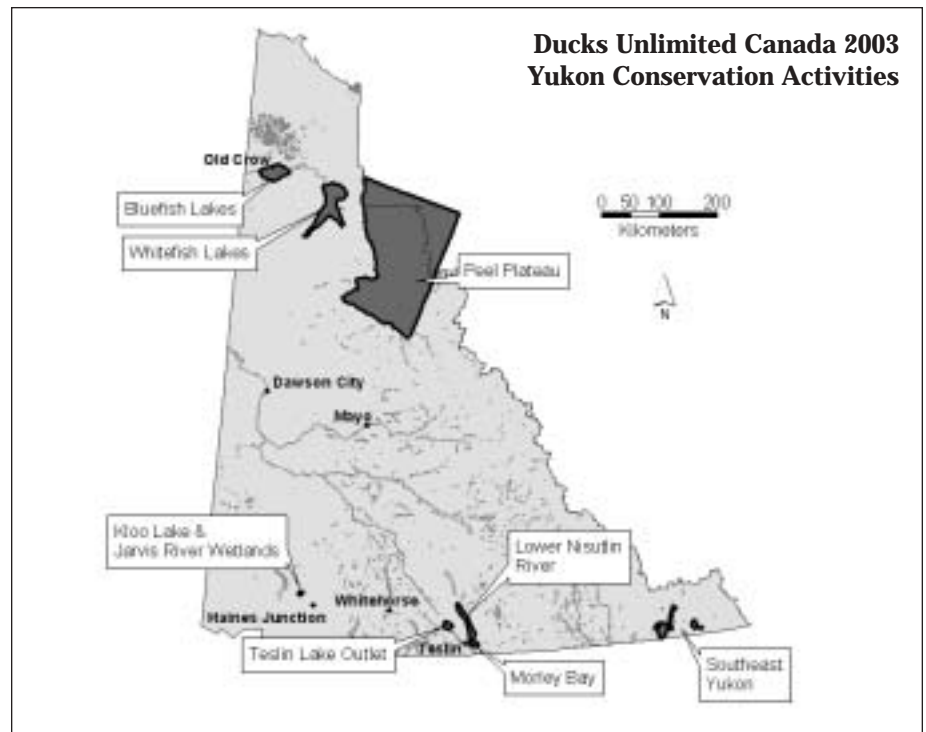 Ducks Unlimited Canada 2003
Yukon Conservation Activities
Old Crow
Bluefish Lakes
Whitefish Lakes
0 50 100 200
Kilometers
Peel Plateau
N
Dawson City
Mayo
Kloo Lake &
Jarvis River Wetlands
Lower Nisutlin
River
Whitehorse
Haines Junction
Teslin Lake Outlet
Teslin
Morley Bay
Southeast
Yukon